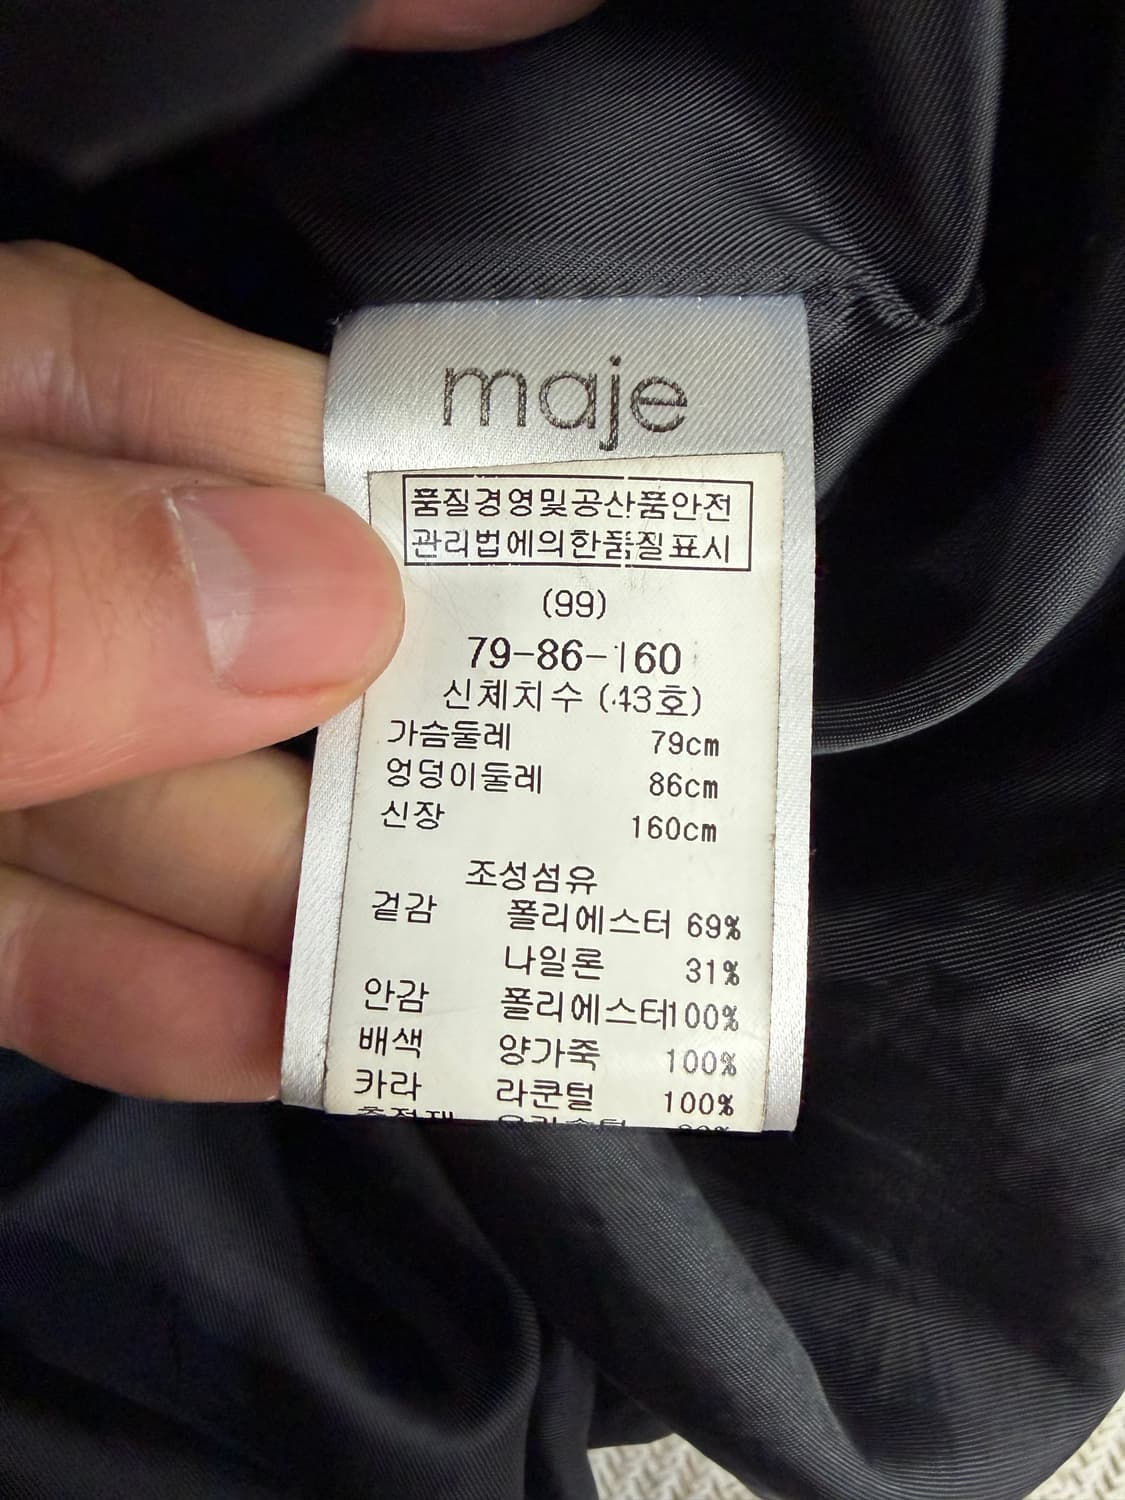 maje
품질경영및공산품안전
관리법에의한품질표시
(99)
79-86-160
신체치수 (43호)
가슴둘레 79cm
엉덩이둘레 86cm
신장 160cm
조성섬유
겉감 폴리에스터 69%
나일론 31%
안감 폴리에스터100%
배색 양가죽 100%
카라 라쿤털 100%